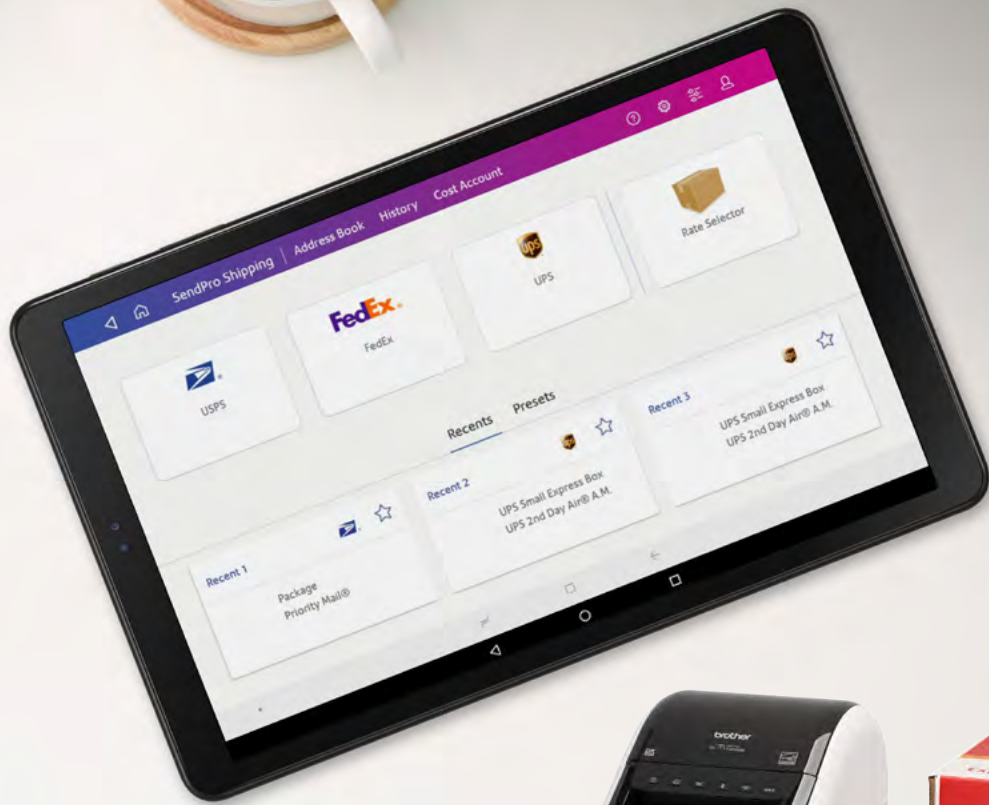 SendPro Shipping
Address Book
History
Cost Account
USPS
FedEx.
FedEx
ups
UPS
Rate Selector
Recents
Presets
Recent 1
Package
Priority Mail®
Recent 2
UPS Small Express Box
UPS 2nd Day Air® A.M.
Recent 3
UPS Small Express Box
UPS 2nd Day Air® A.M.
brother